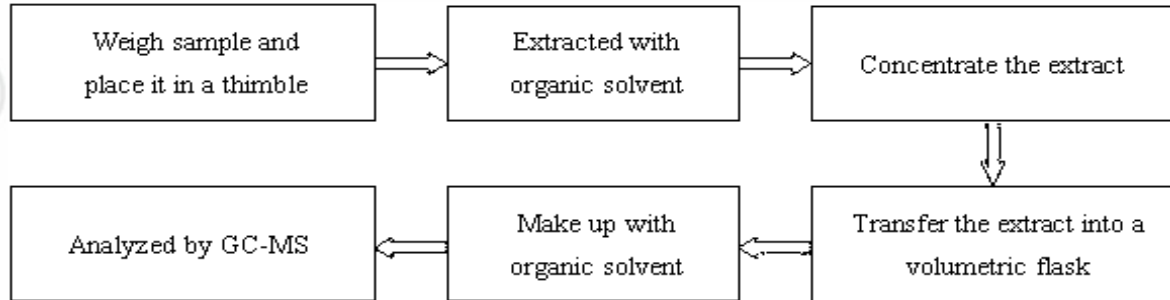 Weigh sample and
place it in a thimble
Extracted with
organic solvent
Concentrate the extract
Transfer the extract into a
volumetric flask
Make up with
organic solvent
Analyzed by GC-MS